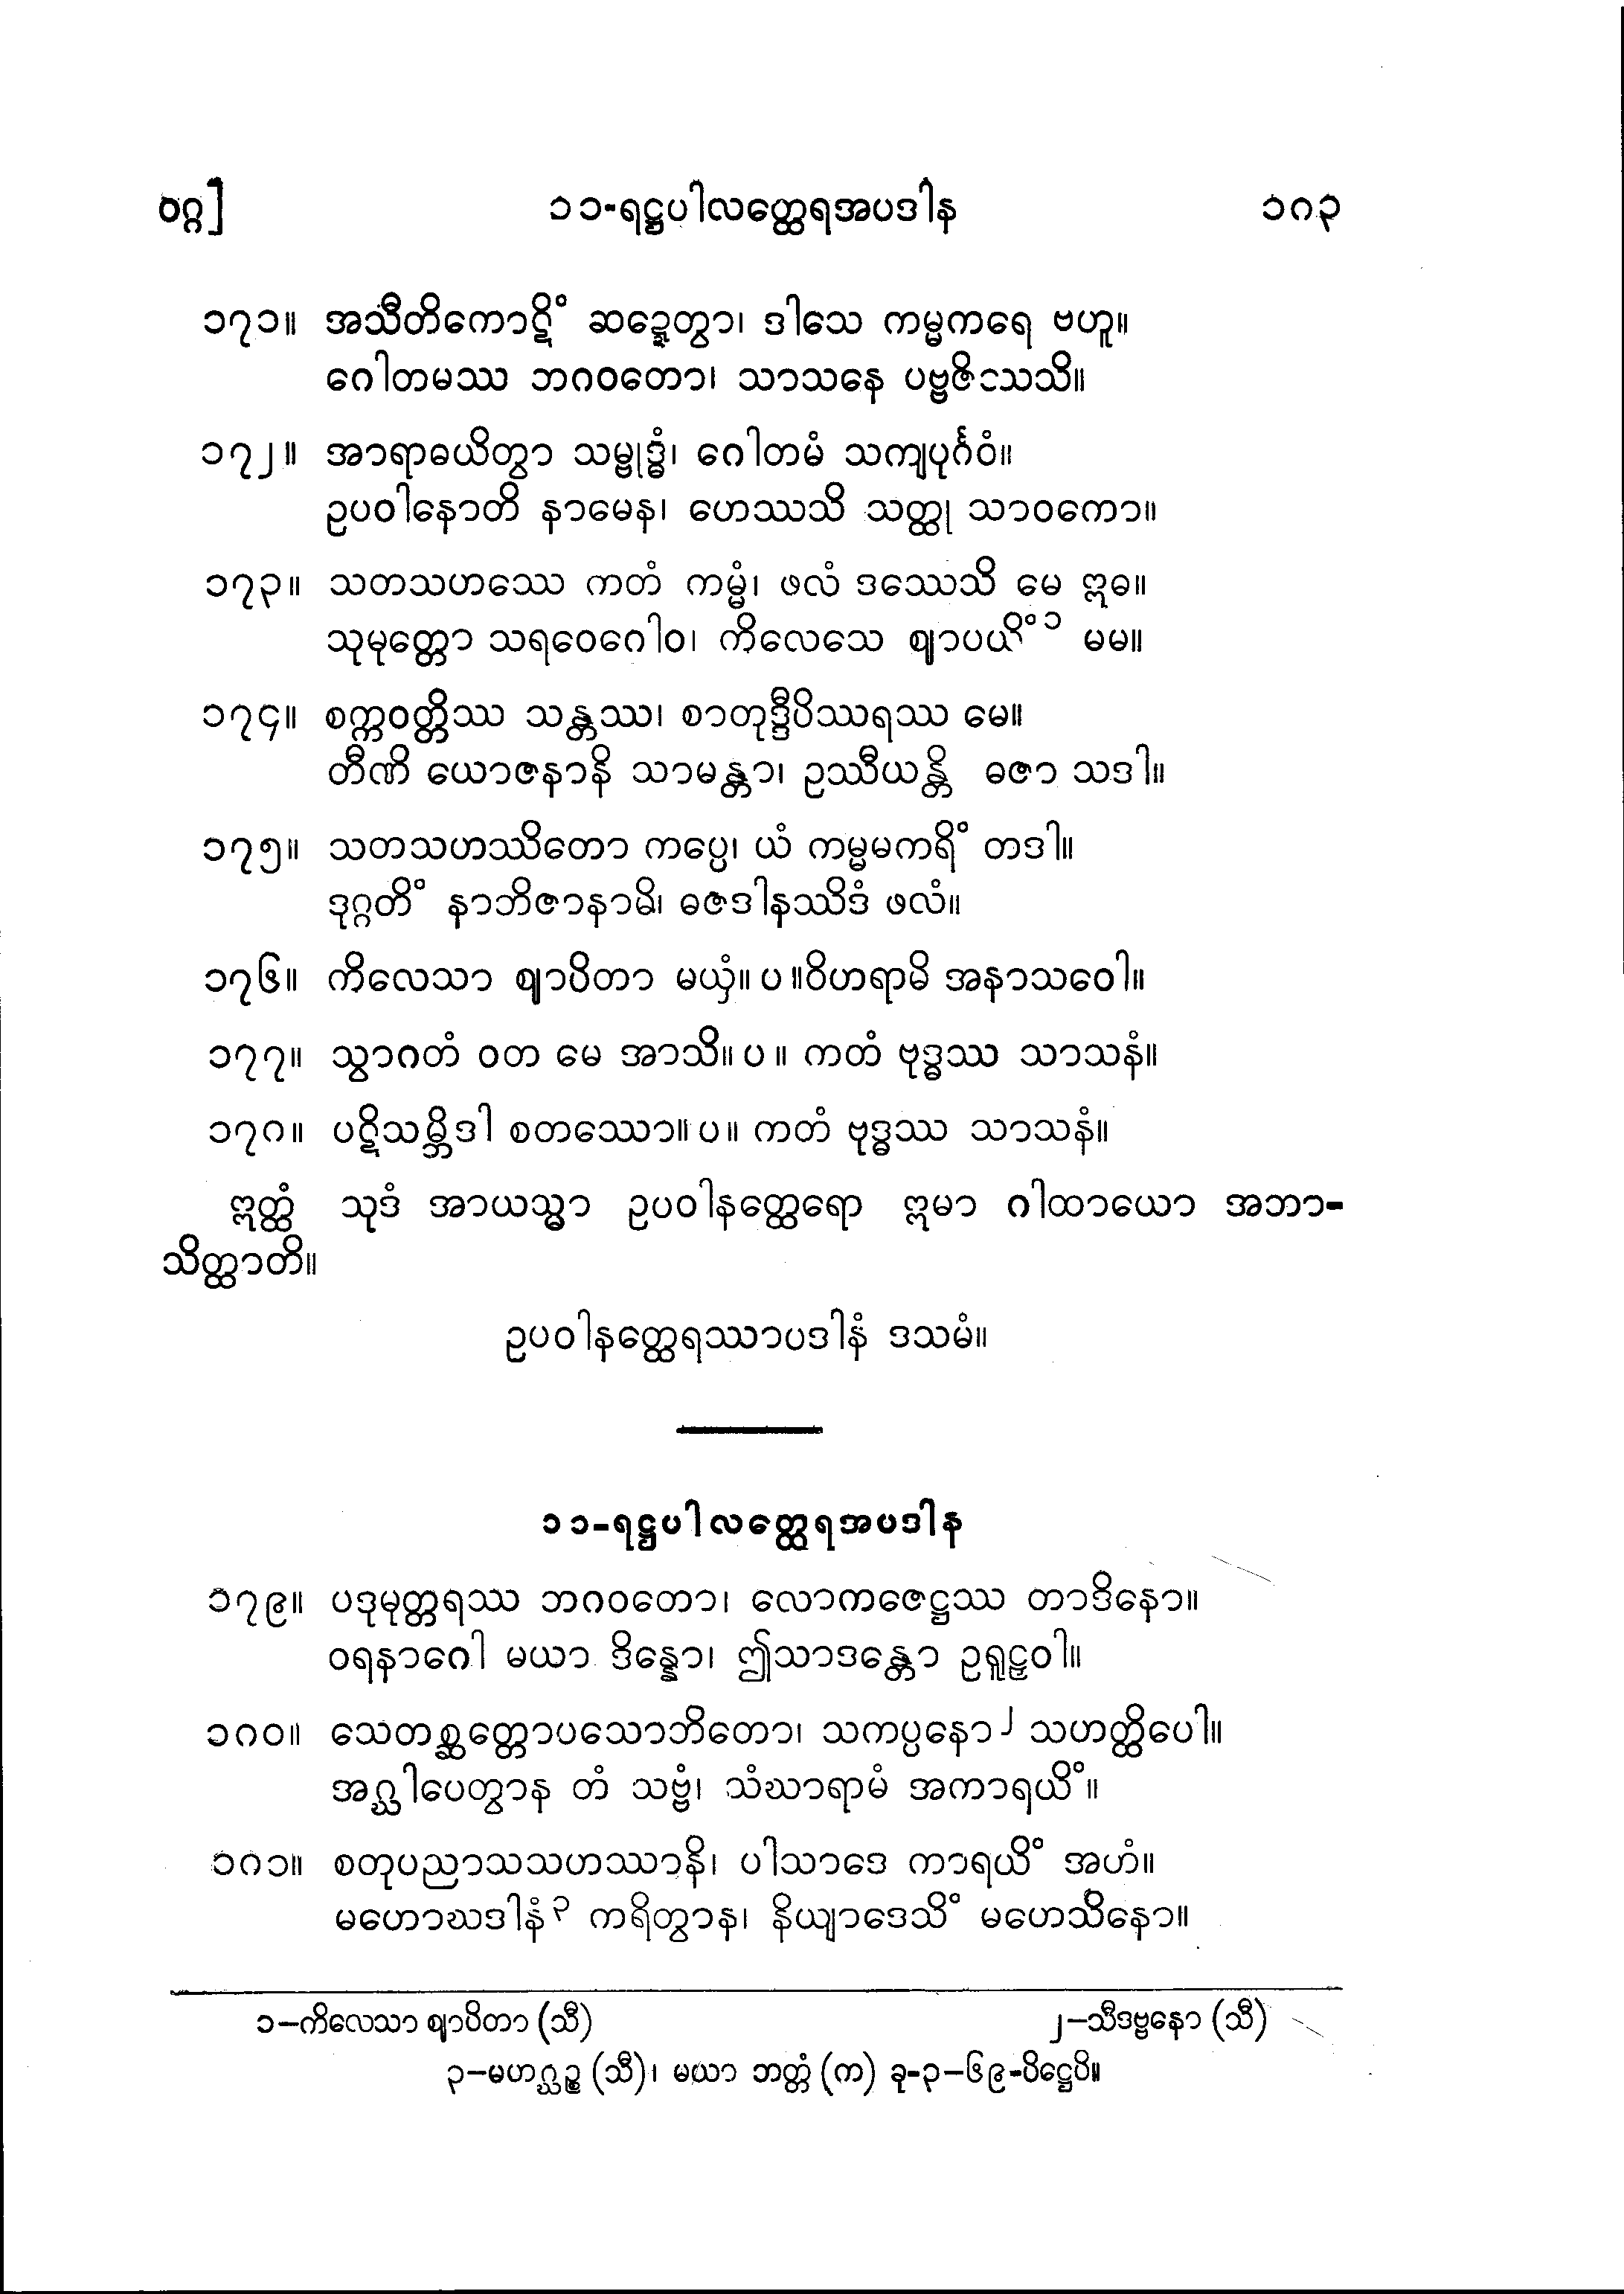 ဝဂ္ဂ]   ၁၁-ရဋ္ဌပါလတ္ထေရအပဒါန   ၁၈၃
၁၇၁။ အသီတိကောဋိံ ဆဍ္ဍေတွာ၊ ဒါသေ ကမ္မကရေ ဗဟူ။
ဂေါတမဿ ဘဂဝတော၊ သာသနေ ပဗ္ဗဇိဿသိ။
၁၇၂။ အာရာဓယိတွာ သမ္ဗုဒ္ဓံ၊ ဂေါတမံ သကျပုင်္ဂဝံ။
ဥပဝါနောတိ နာမေန၊ ဟေဿသိ သတ္ထု သာဝကော။
၁၇၃။ သတသဟဿေ ကတံ ကမ္မံ၊ ဖလံ ဒဿေသိ မေ ဣဓ။
သုမုတ္တော သရဝေဂေါဝ၊ ကိလေသေ ဈာပယိံ ၁ မမ။
၁၇၄။ စက္ကဝတ္တိဿ သန္တဿ၊ စာတုဒ္ဒီပိဿရဿ မေ။
တီဏိ ယောဇနာနိ သာမန္တာ၊ ဥဿီယန္တိ ဓဇာ သဒါ။
၁၇၅။ သတသဟဿိတော ကပ္ပေ၊ ယံ ကမ္မမကရိံ တဒါ။
ဒုဂ္ဂတိံ နာဘိဇာနာမိ၊ ဓဇဒါနဿိဒံ ဖလံ။
၁၇၆။ ကိလေသာ ဈာပိတာ မယှံ။ ပ ။ဝိဟရာမိ အနာသဝေါ။
၁၇၇။ သွာဂတံ ဝတ မေ အာသိ။ ပ ။ ကတံ ဗုဒ္ဓဿ သာသနံ။
၁၇၈။ ပဋိသမ္ဘိဒါ စတဿော။ ပ။ ကတံ ဗုဒ္ဓဿ သာသနံ။
ဣတ္ထံ သုဒံ အာယသ္မာ ဥပဝါနတ္ထေရော ဣမာ ဂါထာယော အဘာ-
သိတ္ထာတိ။
ဥပဝါနတ္ထေရဿာပဒါနံ ဒသမံ။
၁၁-ရဋ္ဌပါလတ္ထေရအပဒါန
၁၇၉။ ပဒုမုတ္တရဿ ဘဂဝတော၊ လောကဇေဋ္ဌဿ တာဒိနော။
ဝရနာဂေါ မယာ ဒိန္နော၊ ဤသာဒန္တော ဥရူဠှဝါ။
၁၈၀။ သေတစ္ဆတ္တောပသောဘိတော၊ သကပ္ပနော ၂ သဟတ္ထိပေါ။
အဂ္ဃါပေတွာန တံ သဗ္ဗံ၊ သံဃာရာမံ အကာရယိံ။
၁၈၁။ စတုပညာသသဟဿာနိ၊ ပါသာဒေ ကာရယိံ အဟံ။
မဟောဃဒါနံ ၃ ကရိတွာန၊ နိယျာဒေသိံ မဟေသိနော။
၁–ကိလေသာ ဈာပိတာ (သီ)   ၂–သီဒဗ္ဗနော (သီ)
၃–မဟဂ္ဃဉ္စ (သီ)၊ မယာ ဘတ္တံ (က) ခု-၃–၆၉-ပိဋ္ဌေပိ။